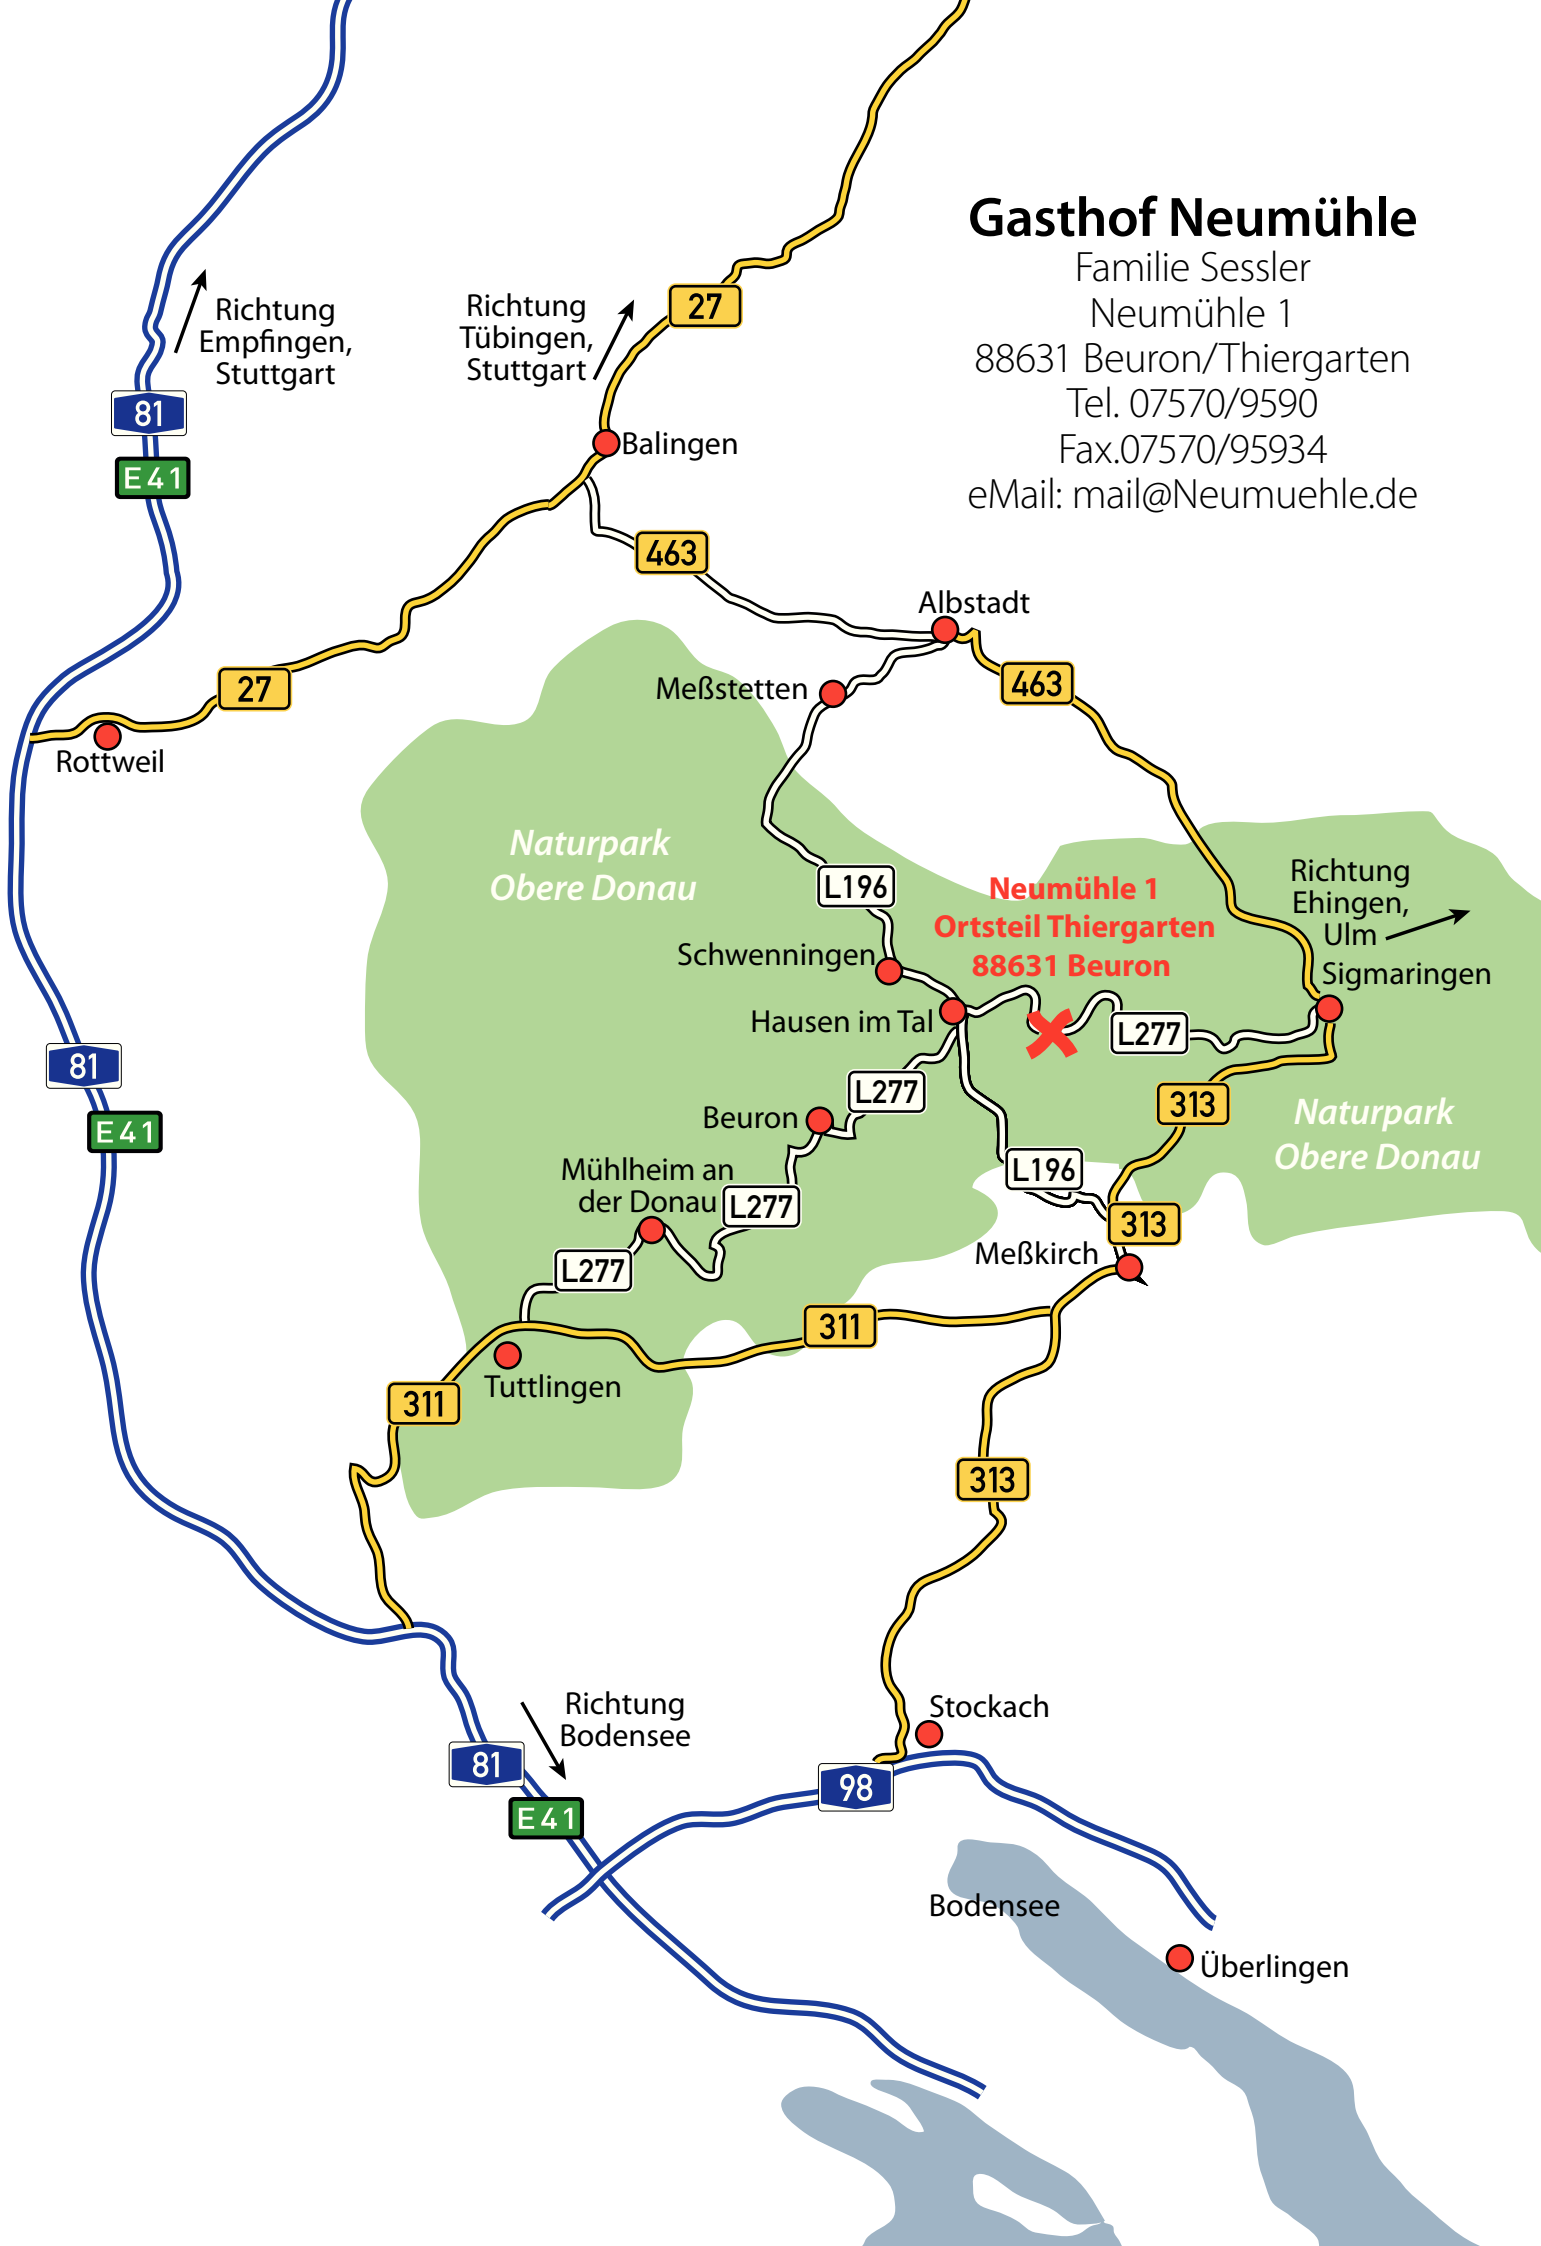 Gasthof Neumühle
Familie Sessler
Neumühle 1
88631 Beuron/Thiergarten
Tel. 07570/9590
Fax.07570/95934
eMail: mail@Neumuehle.de
Richtung
Empfingen,
Stuttgart
Richtung
Tübingen,
Stuttgart
27
81
E41
Balingen
463
Albstadt
27
Meßstetten
463
Rottweil
Naturpark
Obere Donau
L196
Neumühle 1
Ortsteil Thiergarten
88631 Beuron
Richtung
Ehingen,
Ulm
Schwenningen
Sigmaringen
Hausen im Tal
L277
81
E41
L277
Beuron
313
Naturpark
Obere Donau
Mühlheim an
der Donau
L277
L196
313
L277
Meßkirch
311
311
Tuttlingen
313
Richtung
Bodensee
Stockach
81
E41
98
Bodensee
Überlingen